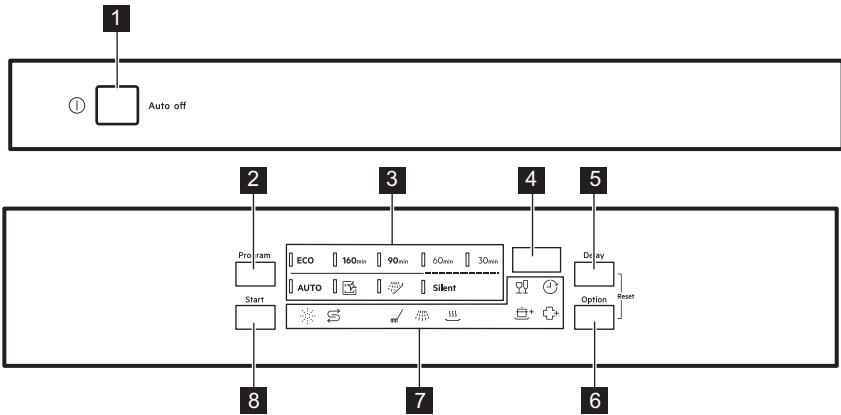 1
Auto off
2 3 4 5
Program ECO 160min 90min 60min 30min Delay
AUTO Silent
Start Option Reset
8 7 6